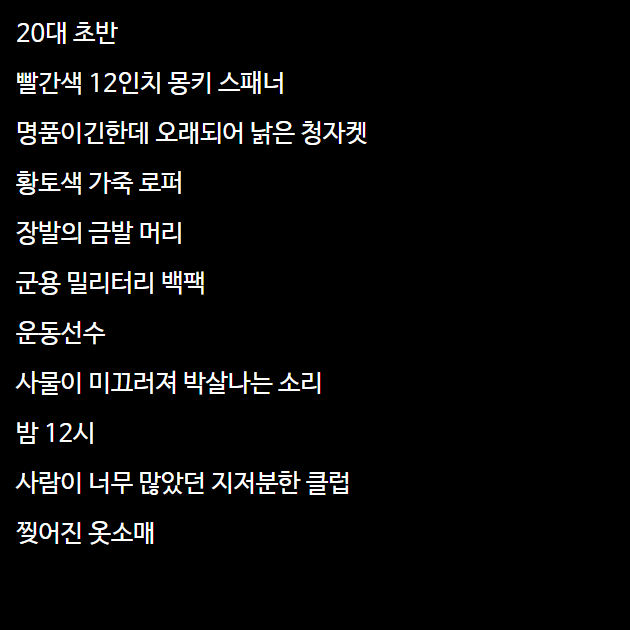 20대 초반
빨간색 12인치 몽키 스패너
명품이긴한데 오래되어 낡은 청자켓
황토색 가죽 로퍼
장발의 금발 머리
군용 밀리터리 백팩
운동선수
사물이 미끄러져 박살나는 소리
밤 12시
사람이 너무 많았던 지저분한 클럽
찢어진 옷소매